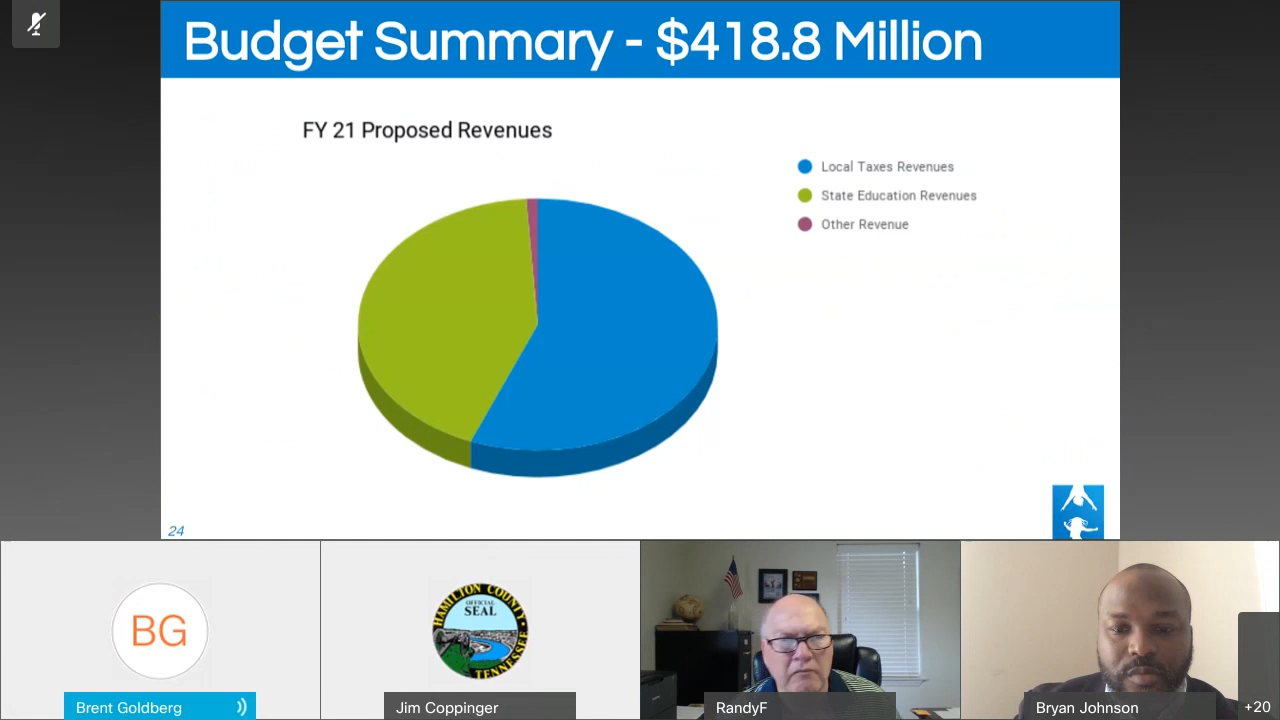 Budget Summary - $418.8 Million
FY 21 Proposed Revenues
Local Taxes Revenues
State Education Revenues
Other Revenue
24
BG
HAMILTON COUNTY
OFFICIAL
SEAL
TENNESSEE
Brent Goldberg
Jim Coppinger
RandyF
Bryan Johnson
+20